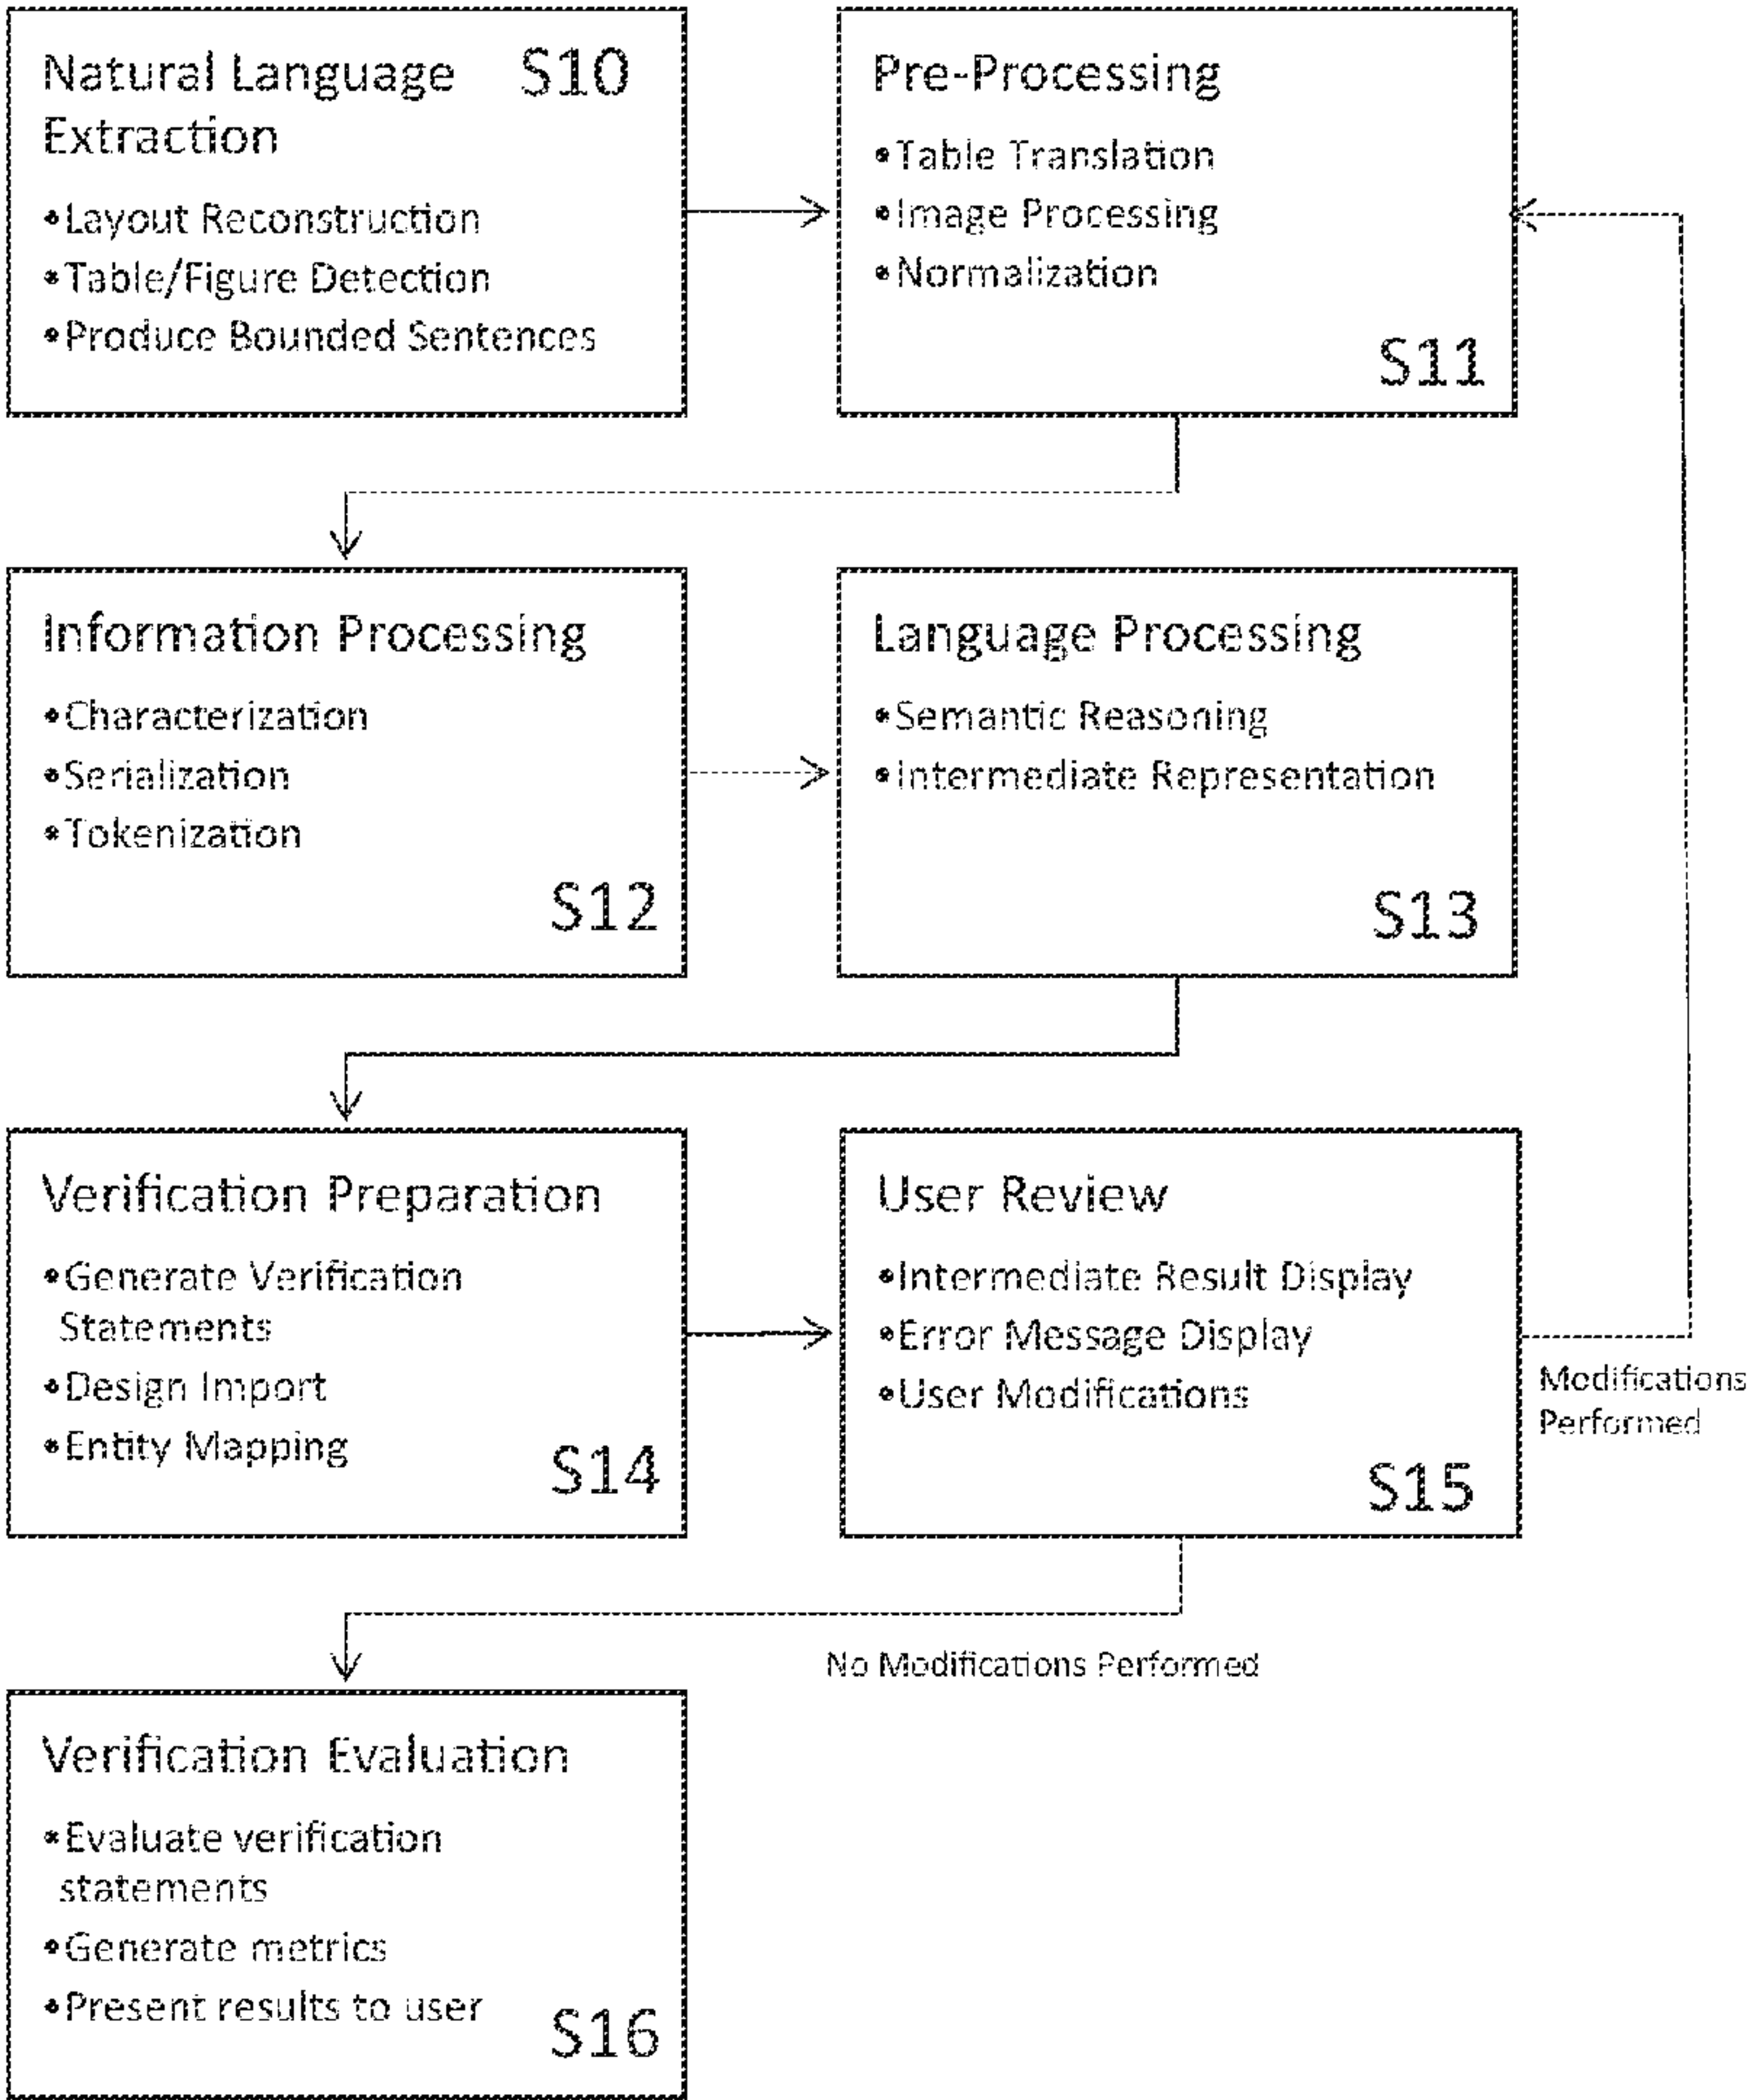 Natural Language S10
Extraction
•Layout Reconstruction
•Table/Figure Detection
•Produce Bounded Sentences
Pre-Processing
•Table Translation
•Image Processing
•Normalization
S11
Information Processing
•Characterization
•Serialization
•Tokenization
S12
Language Processing
•Semantic Reasoning
•Intermediate Representation
S13
Verification Preparation
•Generate Verification
Statements
•Design Import
•Entity Mapping
S14
User Review
•Intermediate Result Display
•Error Message Display
•User Modifications
S15
Modifications
Performed
No Modifications Performed
Verification Evaluation
•Evaluate verification
statements
•Generate metrics
•Present results to user
S16